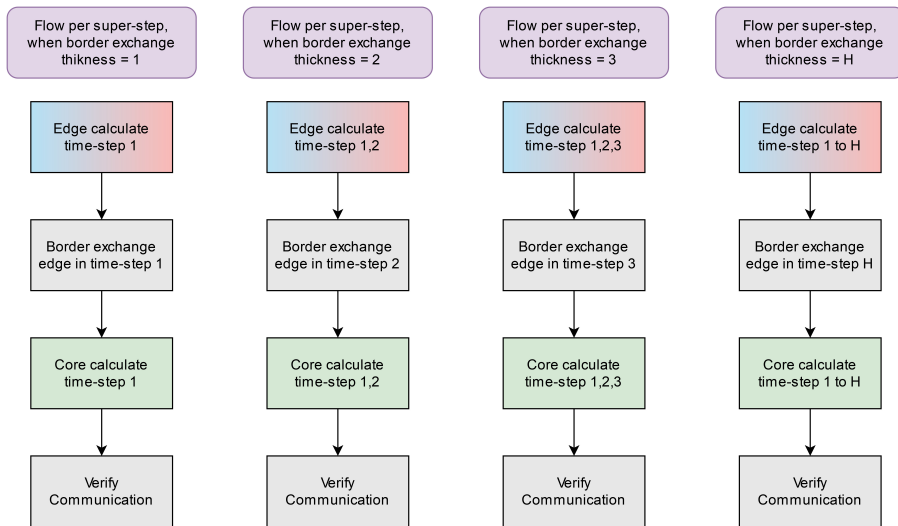 Flow per super-step,
when border exchange
thikness = 1
Edge calculate
time-step 1
Border exchange
edge in time-step 1
Core calculate
time-step 1
Verify
Communication
Flow per super-step,
when border exchange
thickness = 2
Edge calculate
time-step 1,2
Border exchange
edge in time-step 2
Core calculate
time-step 1,2
Verify
Communication
Flow per super-step,
when border exchange
thickness = 3
Edge calculate
time-step 1,2,3
Border exchange
edge in time-step 3
Core calculate
time-step 1,2,3
Verify
Communication
Flow per super-step,
when border exchange
thickness = H
Edge calculate
time-step 1 to H
Border exchange
edge in time-step H
Core calculate
time-step 1 to H
Verify
Communication